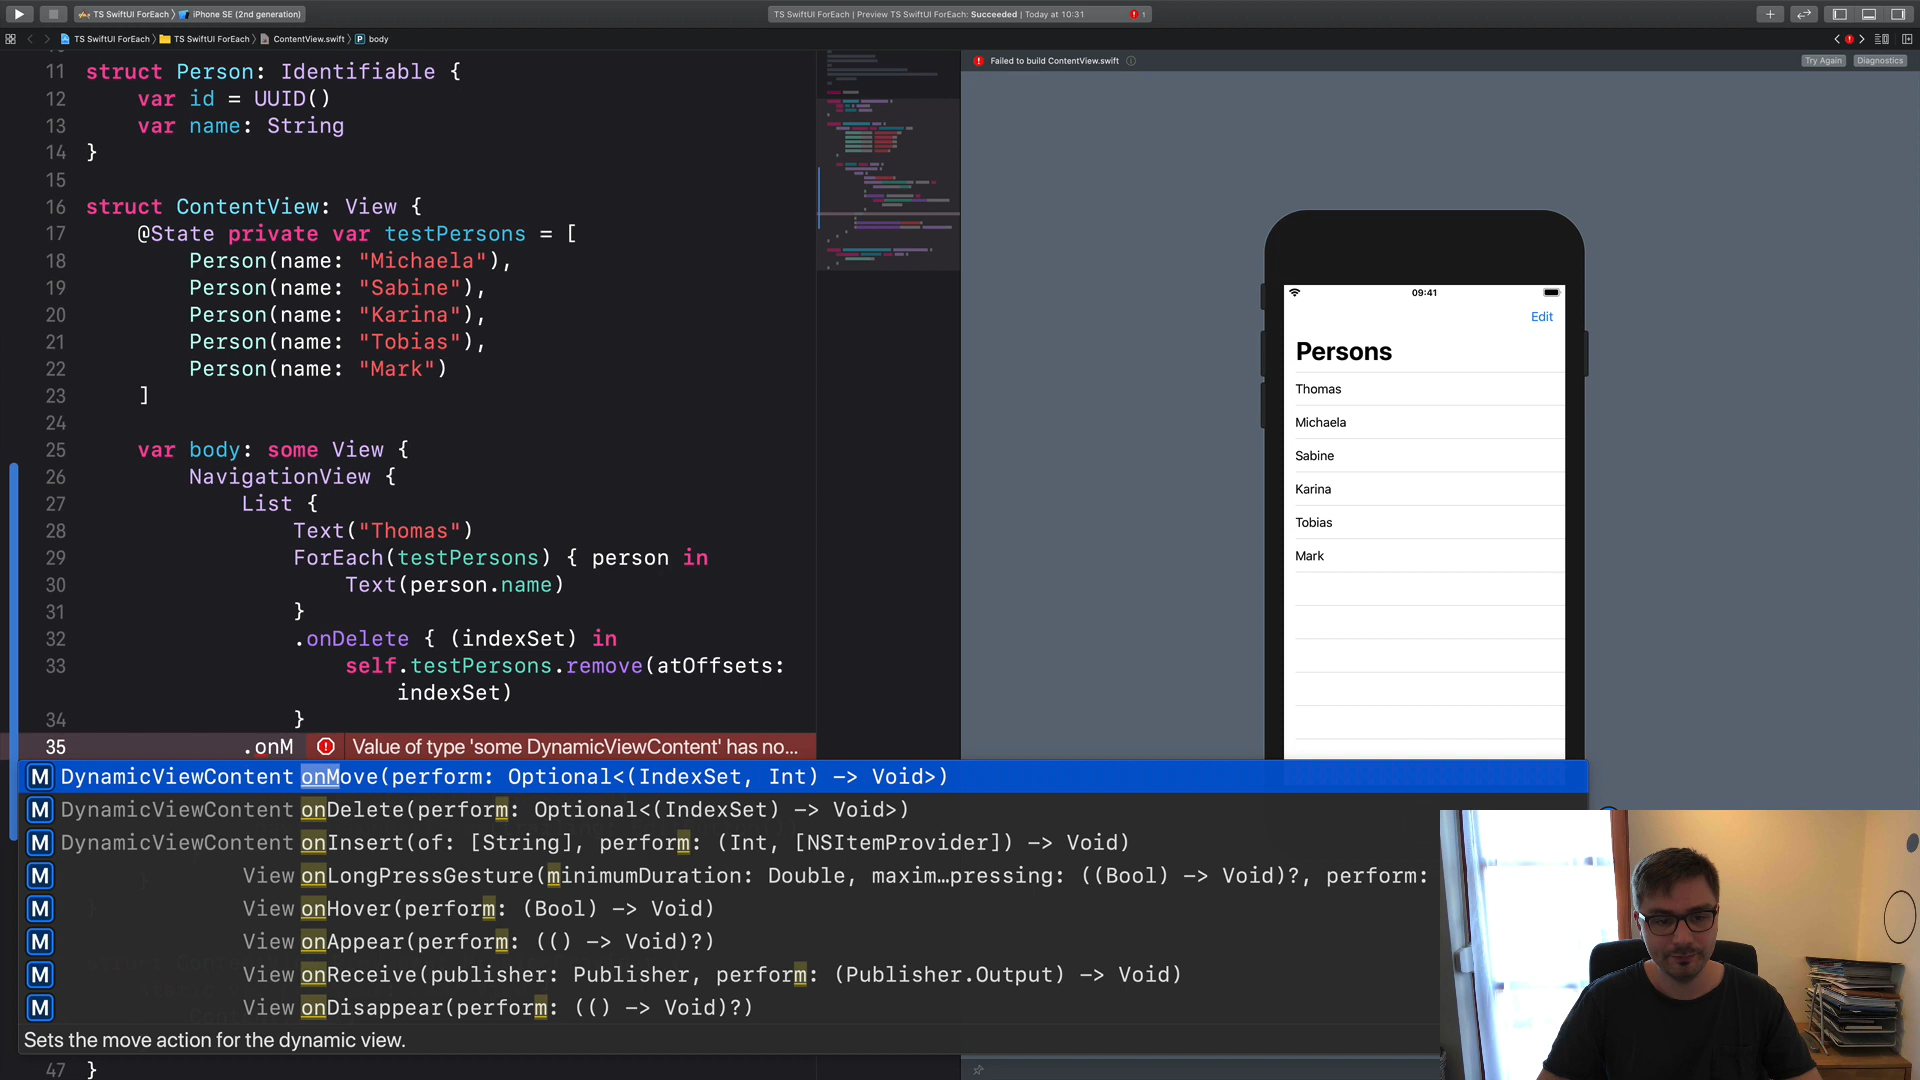 TS SwiftUI ForEach
iPhone SE (2nd generation)
TS SwiftUI ForEach | Preview TS SwiftUI ForEach: Succeeded | Today at 10:31
1
TS SwiftUI ForEach
TS SwiftUI ForEach
ContentView.swift
P body
Failed to build ContentView.swift
Try Again
Diagnostics
11 struct Person: Identifiable {
12 var id = UUID()
13 var name: String
14 }
15
16 struct ContentView: View {
17 @State private var testPersons = [
18 Person(name: "Michaela"),
19 Person(name: "Sabine"),
20 Person(name: "Karina"),
21 Person(name: "Tobias"),
22 Person(name: "Mark")
23 ]
24
25 var body: some View {
26 NavigationView {
27 List {
28 Text("Thomas")
29 ForEach(testPersons) { person in
30 Text(person.name)
31 }
32 .onDelete { (indexSet) in
33 self.testPersons.remove(atOffsets:
indexSet)
34 }
35 .onM
Value of type 'some DynamicViewContent' has no...
M DynamicViewContent onMove(perform: Optional<(IndexSet, Int) -> Void>)
M DynamicViewContent onDelete(perform: Optional<(IndexSet) -> Void>)
M DynamicViewContent onInsert(of: [String], perform: (Int, [NSItemProvider]) -> Void)
M View onLongPressGesture(minimumDuration: Double, maxim…pressing: ((Bool) -> Void)?, perform:
M View onHover(perform: (Bool) -> Void)
M View onAppear(perform: (() -> Void)?)
M View onReceive(publisher: Publisher, perform: (Publisher.Output) -> Void)
M View onDisappear(perform: (() -> Void)?)
Sets the move action for the dynamic view.
47 }
09:41
Edit
Persons
Thomas
Michaela
Sabine
Karina
Tobias
Mark